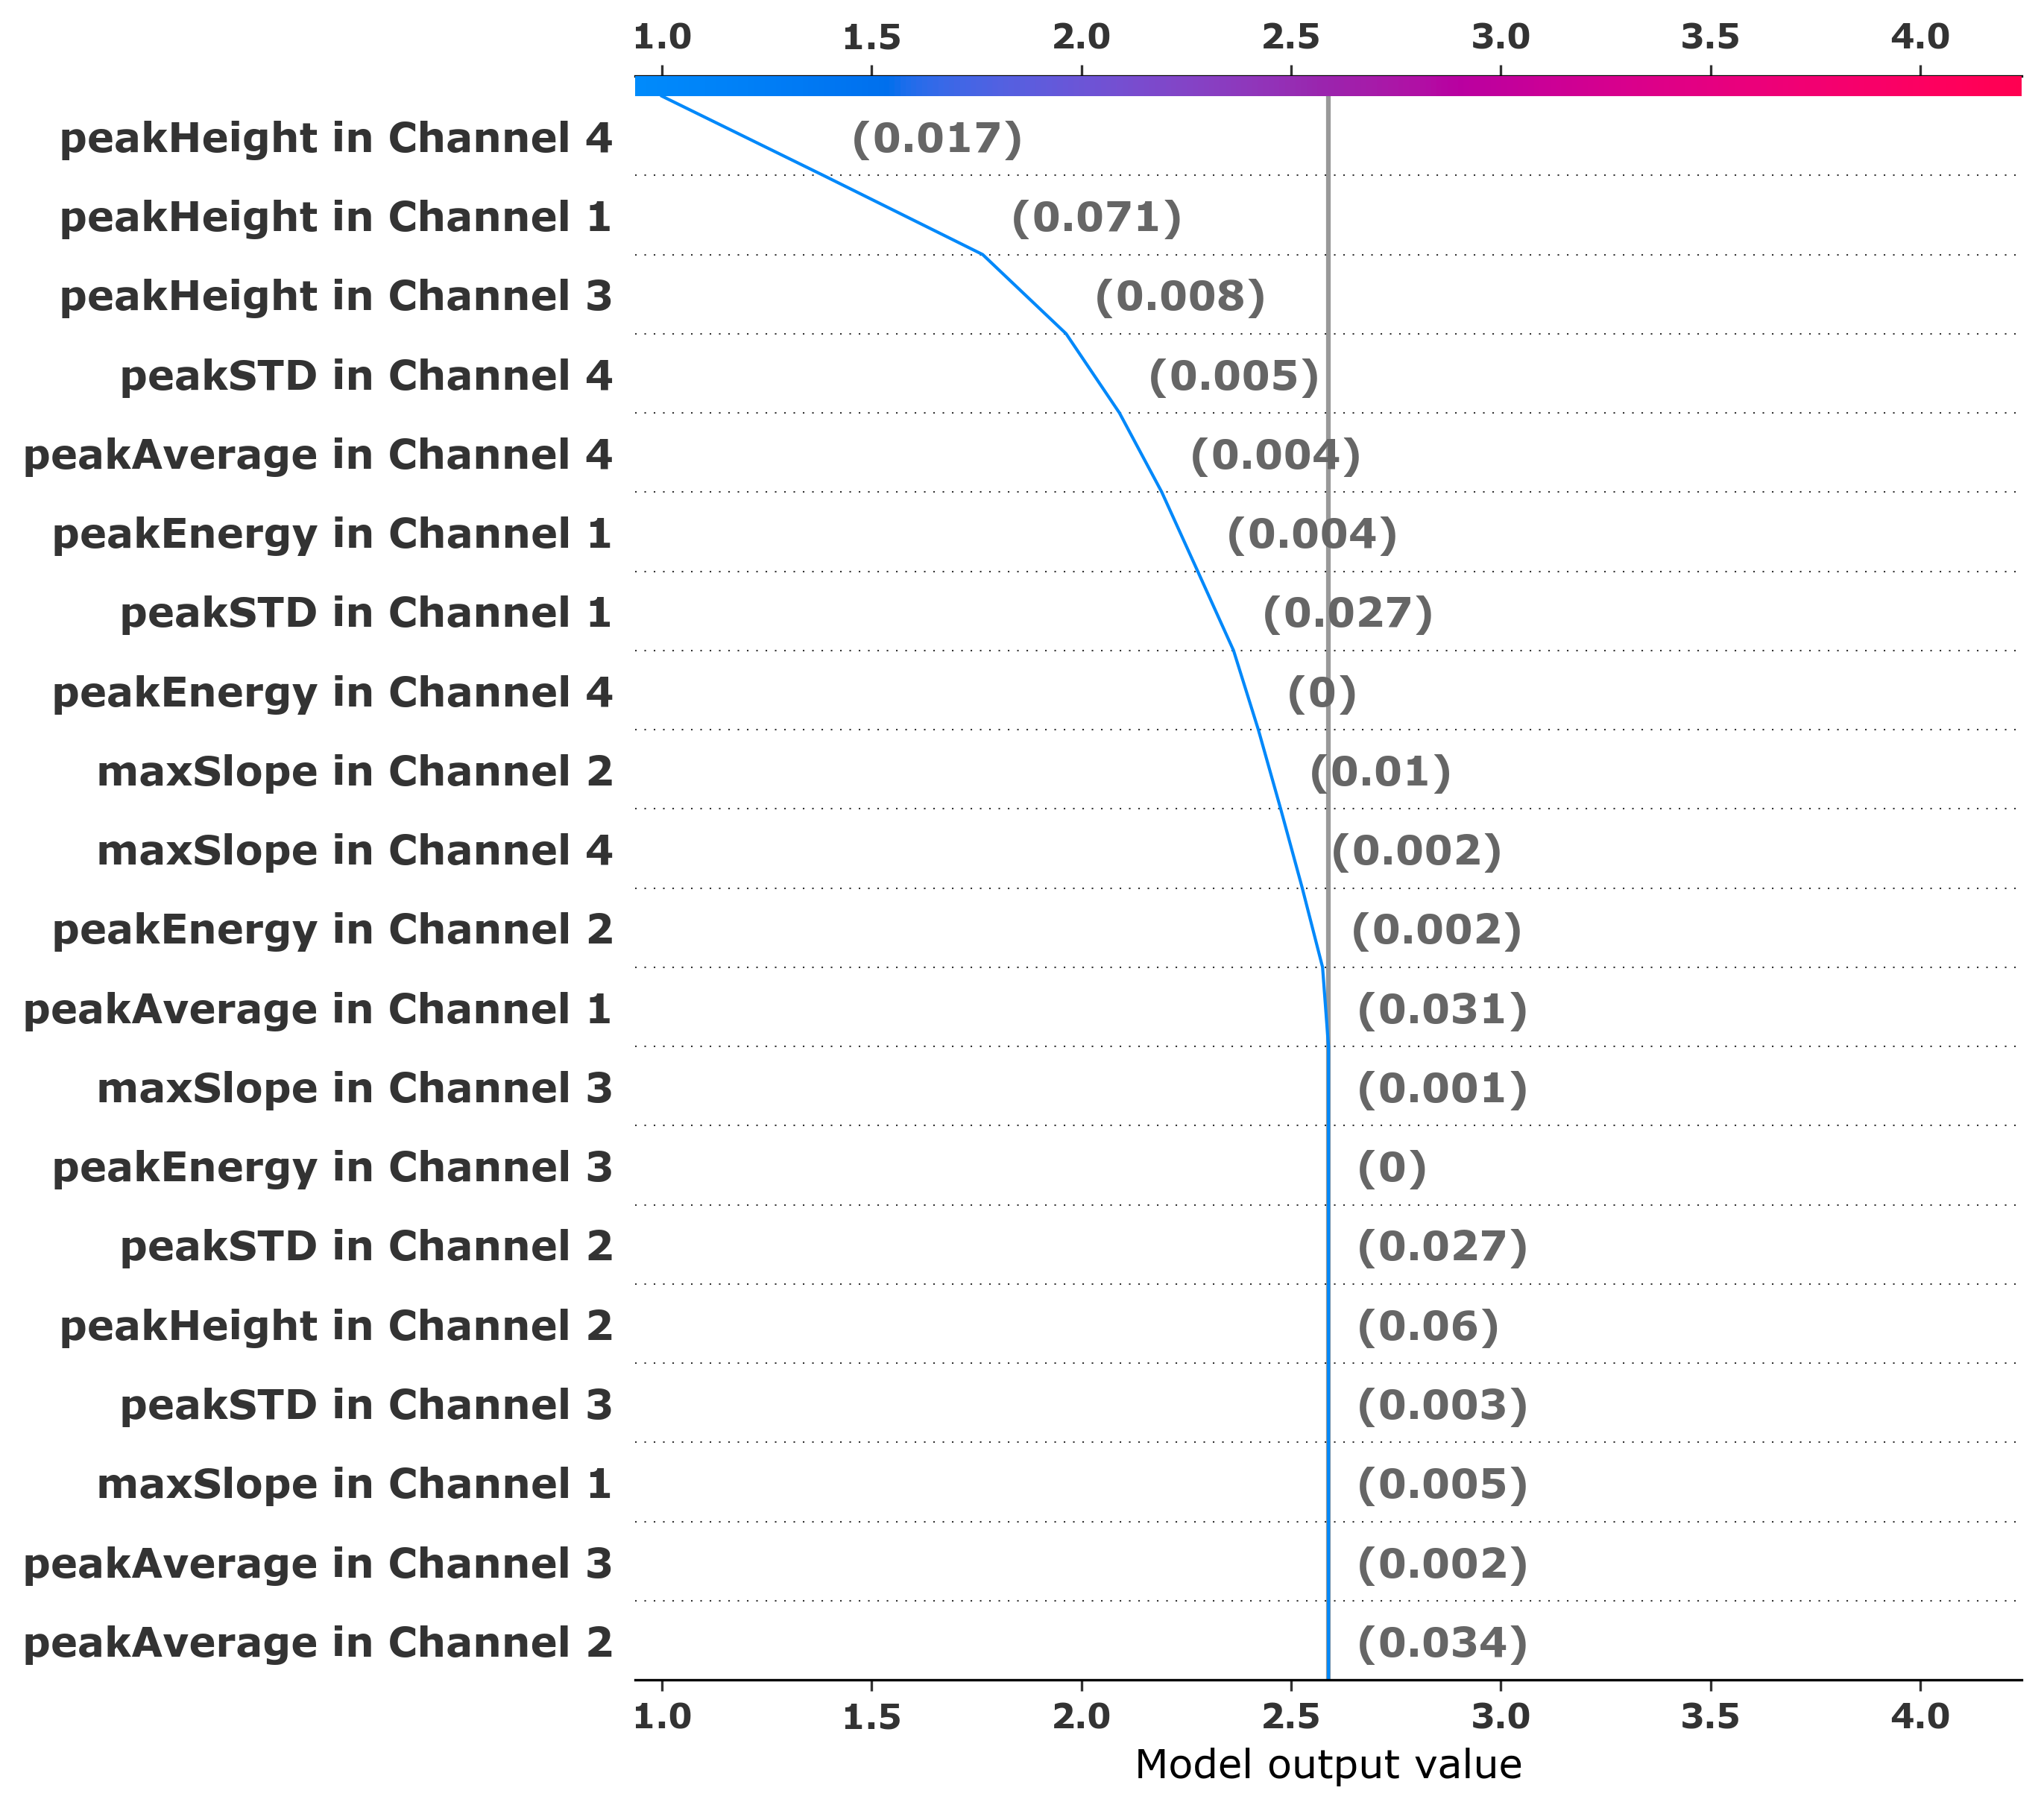 1.0 1.5 2.0 2.5 3.0 3.5 4.0
peakHeight in Channel 4 (0.017)
peakHeight in Channel 1 (0.071)
peakHeight in Channel 3 (0.008)
peakSTD in Channel 4 (0.005)
peakAverage in Channel 4 (0.004)
peakEnergy in Channel 1 (0.004)
peakSTD in Channel 1 (0.027)
peakEnergy in Channel 4 (0)
maxSlope in Channel 2 (0.01)
maxSlope in Channel 4 (0.002)
peakEnergy in Channel 2 (0.002)
peakAverage in Channel 1 (0.031)
maxSlope in Channel 3 (0.001)
peakEnergy in Channel 3 (0)
peakSTD in Channel 2 (0.027)
peakHeight in Channel 2 (0.06)
peakSTD in Channel 3 (0.003)
maxSlope in Channel 1 (0.005)
peakAverage in Channel 3 (0.002)
peakAverage in Channel 2 (0.034)
1.0 1.5 2.0 2.5 3.0 3.5 4.0
Model output value